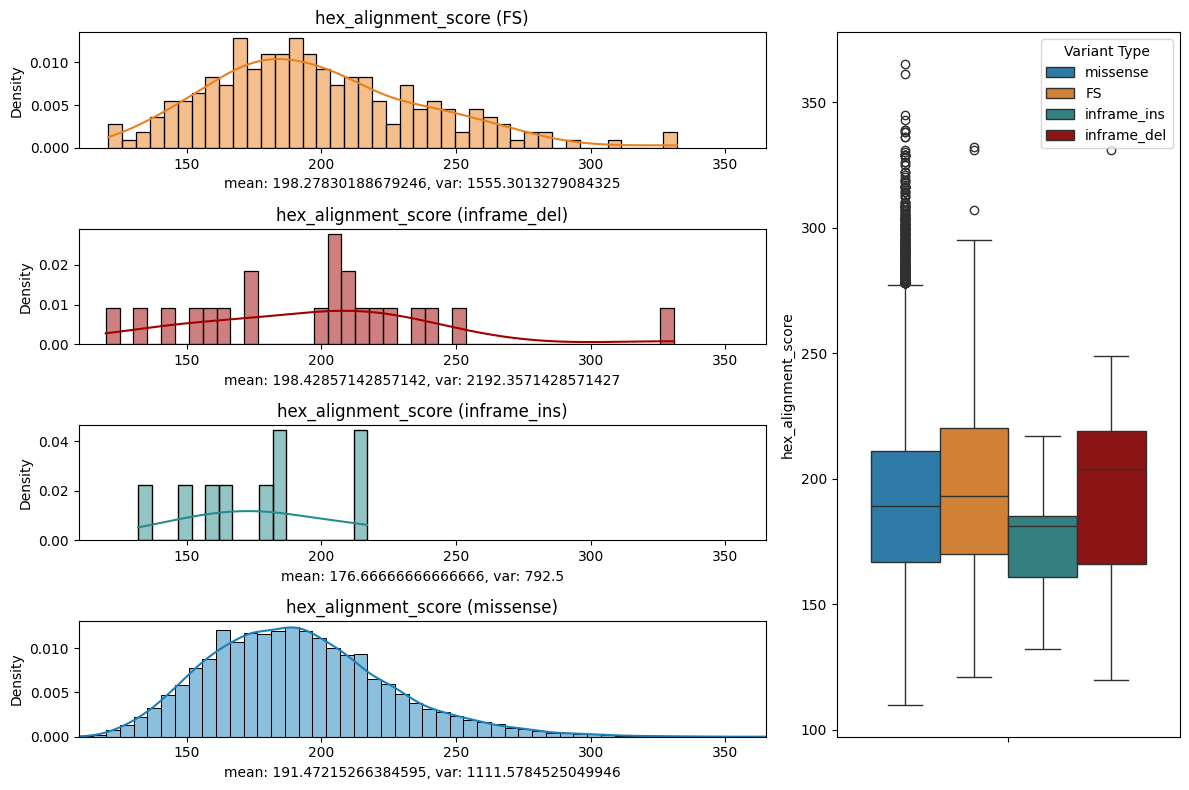 hex_alignment_score (FS)
Density
0.010
0.005
0.000
150 200 250 300 350
mean: 198.27830188679246, var: 1555.3013279084325
hex_alignment_score (inframe_del)
Density
0.02
0.01
0.00
150 200 250 300 350
mean: 198.42857142857142, var: 2192.3571428571427
hex_alignment_score (inframe_ins)
Density
0.04
0.02
0.00
150 200 250 300 350
mean: 176.66666666666666, var: 792.5
hex_alignment_score (missense)
Density
0.010
0.005
0.000
150 200 250 300 350
mean: 191.47215266384595, var: 1111.5784525049946
hex_alignment_score
350
300
250
200
150
100
Variant Type
missense
FS
inframe_ins
inframe_del